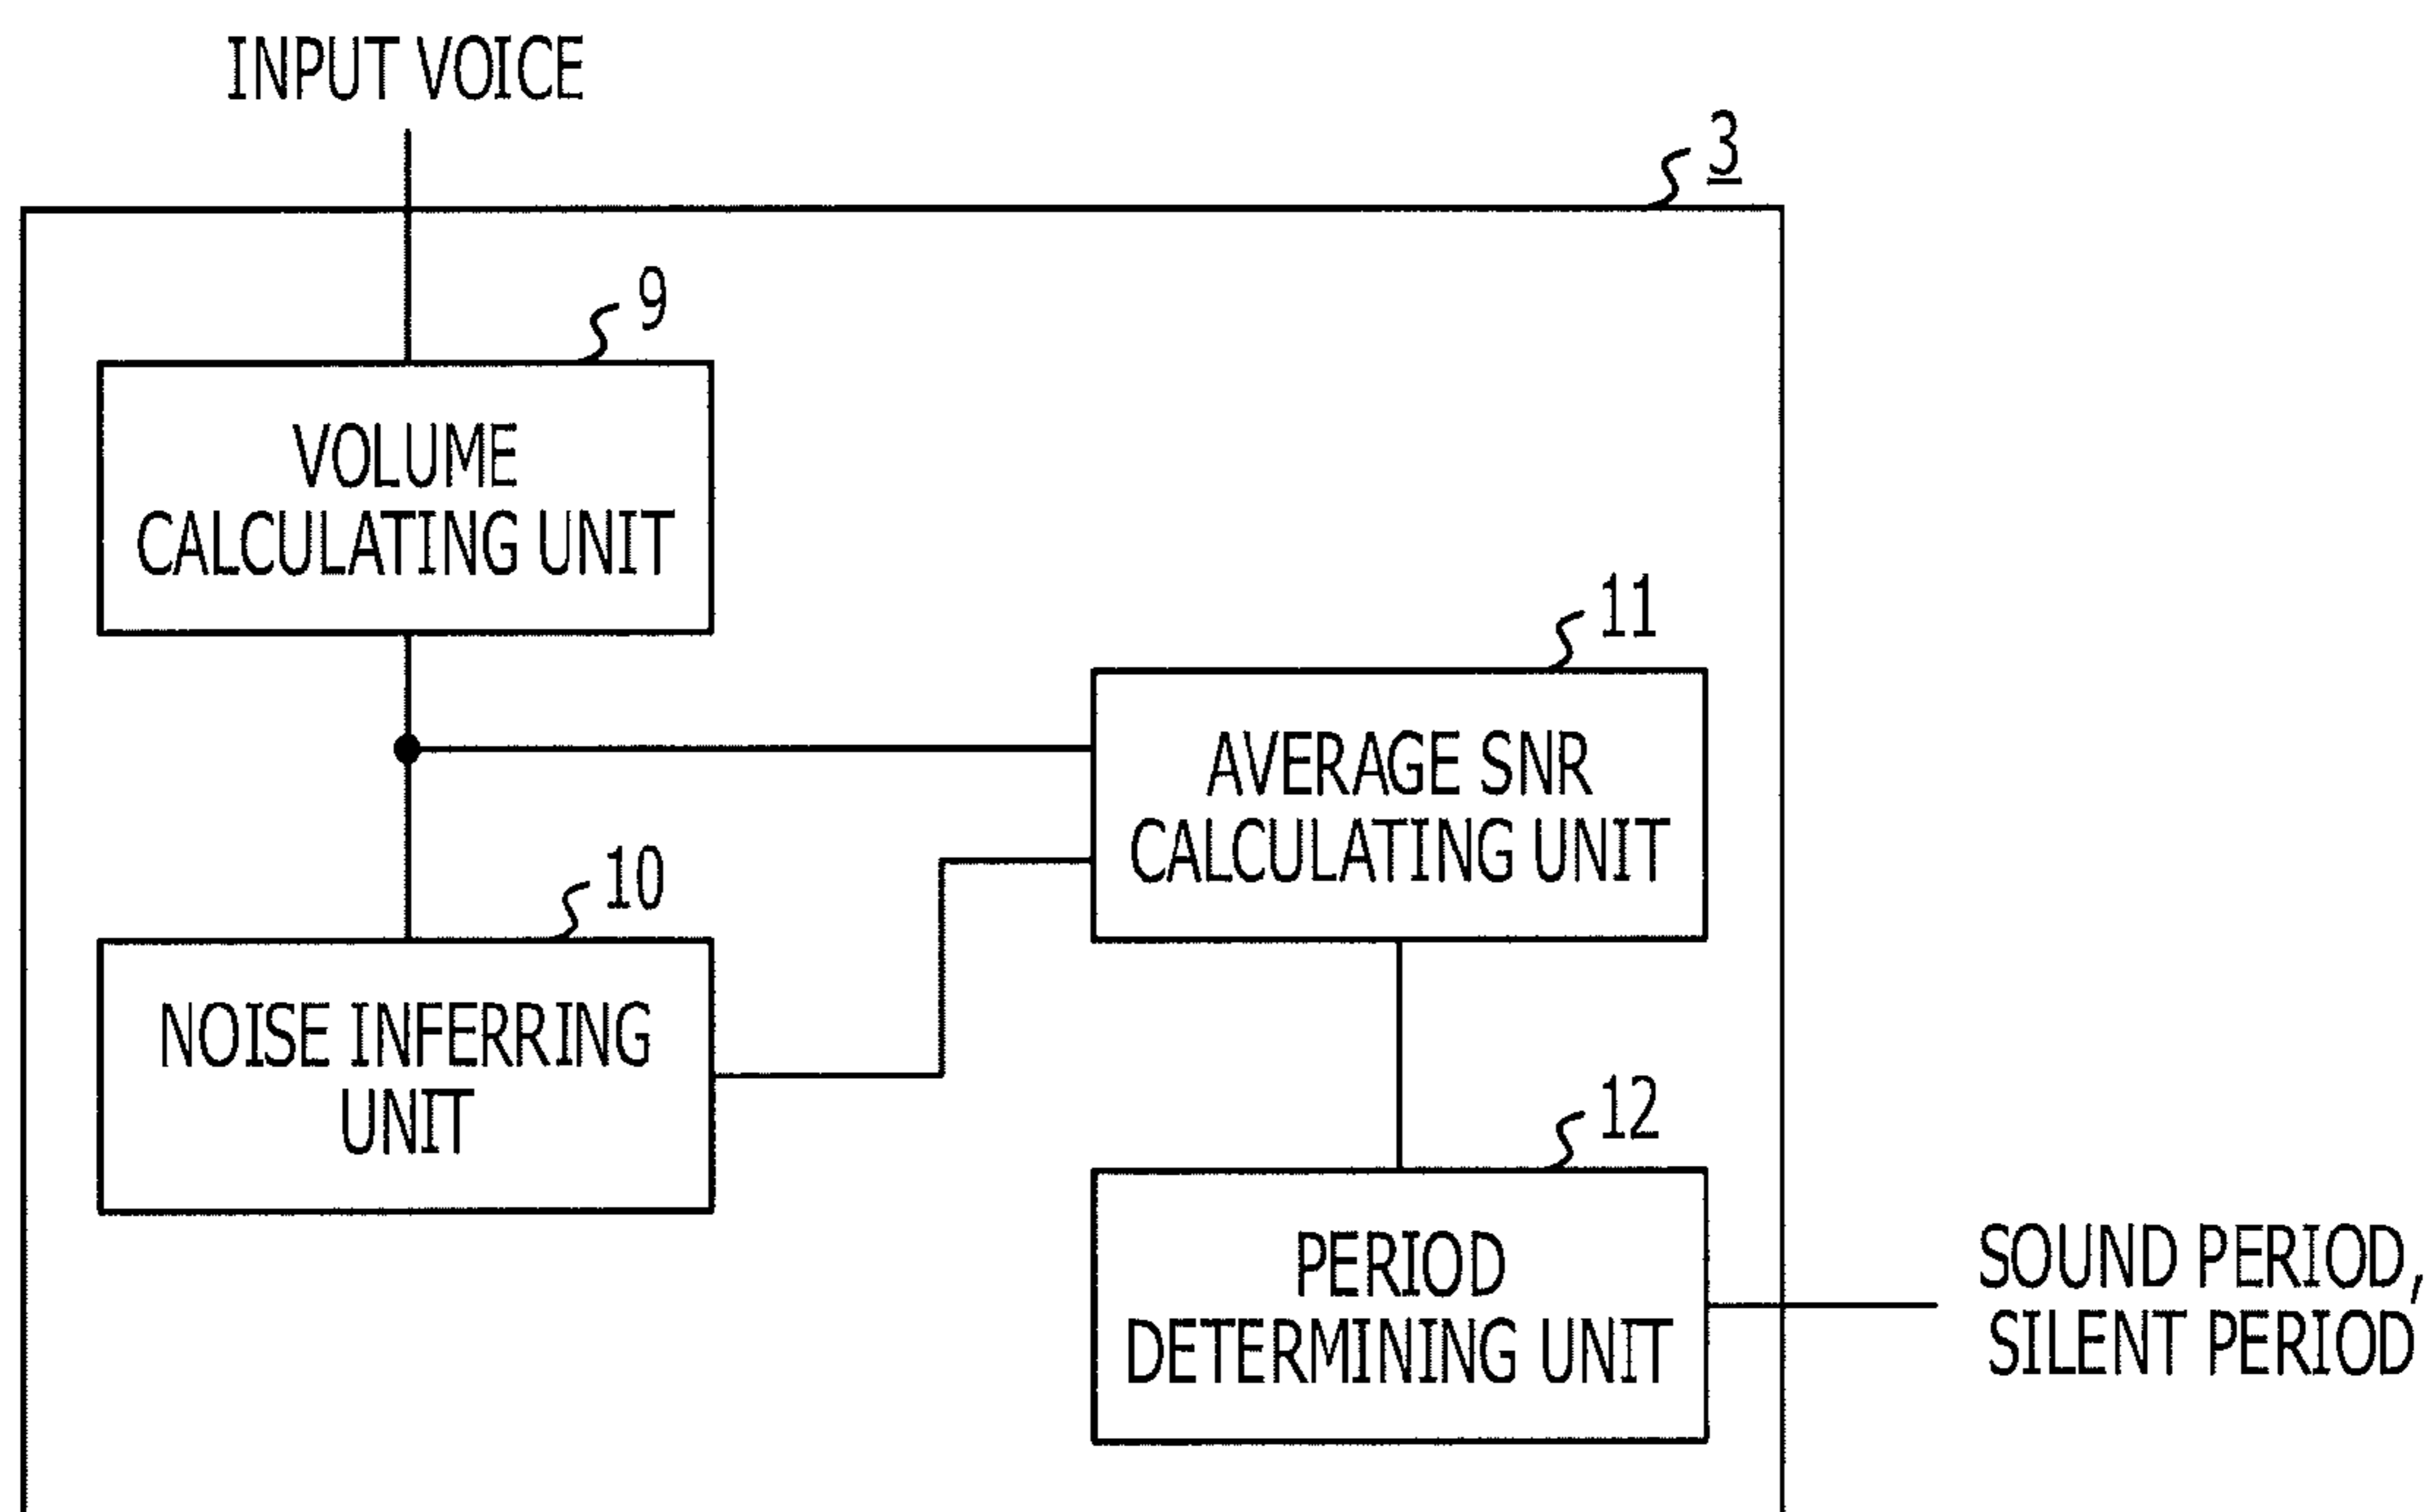 INPUT VOICE
3
9
VOLUME
CALCULATING UNIT
11
AVERAGE SNR
CALCULATING UNIT
10
NOISE INFERRING
UNIT
12
PERIOD
DETERMINING UNIT
SOUND PERIOD,
SILENT PERIOD